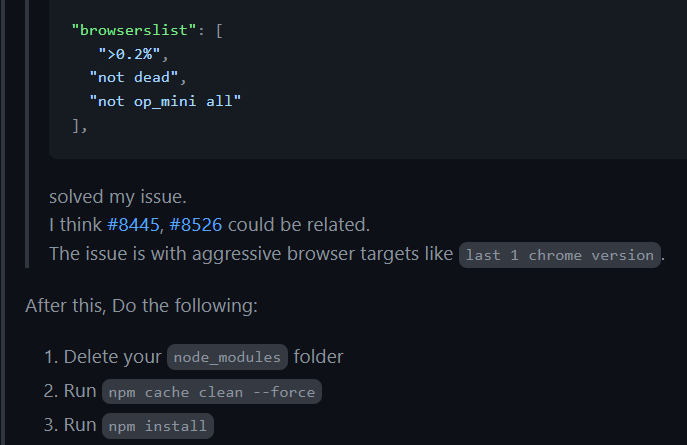 "browserslist": [
">0.2%",
"not dead",
"not op_mini all"
],
solved my issue.
I think #8445, #8526 could be related.
The issue is with aggressive browser targets like last 1 chrome version.
After this, Do the following:
1. Delete your node_modules folder
2. Run npm cache clean --force
3. Run npm install